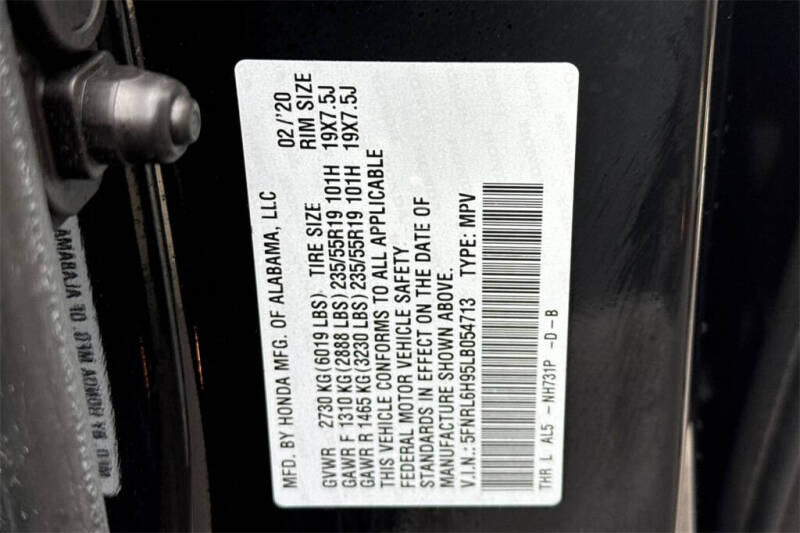 MFD. BY HONDA MFG. OF ALABAMA, LLC 02/'20
GVWR 2730 KG(6019 LBS) TIRE SIZE RIM SIZE
GAWR F 1310 KG(2888 LBS)235/55R19 101H 19X7.5J
GAWR R 1465 KG(3230 LBS)235/55R19 101H 19X7.5J
THIS VEHICLE CONFORMS TO ALL APPLICABLE
FEDERAL MOTOR VEHICLE SAFETY
STANDARDS IN EFFECT ON THE DATE OF
MANUFACTURE SHOWN ABOVE.
V.I.N.:5FNRL6H95LB054713 TYPE: MPV
THR L AL5 -NH731P -D-B